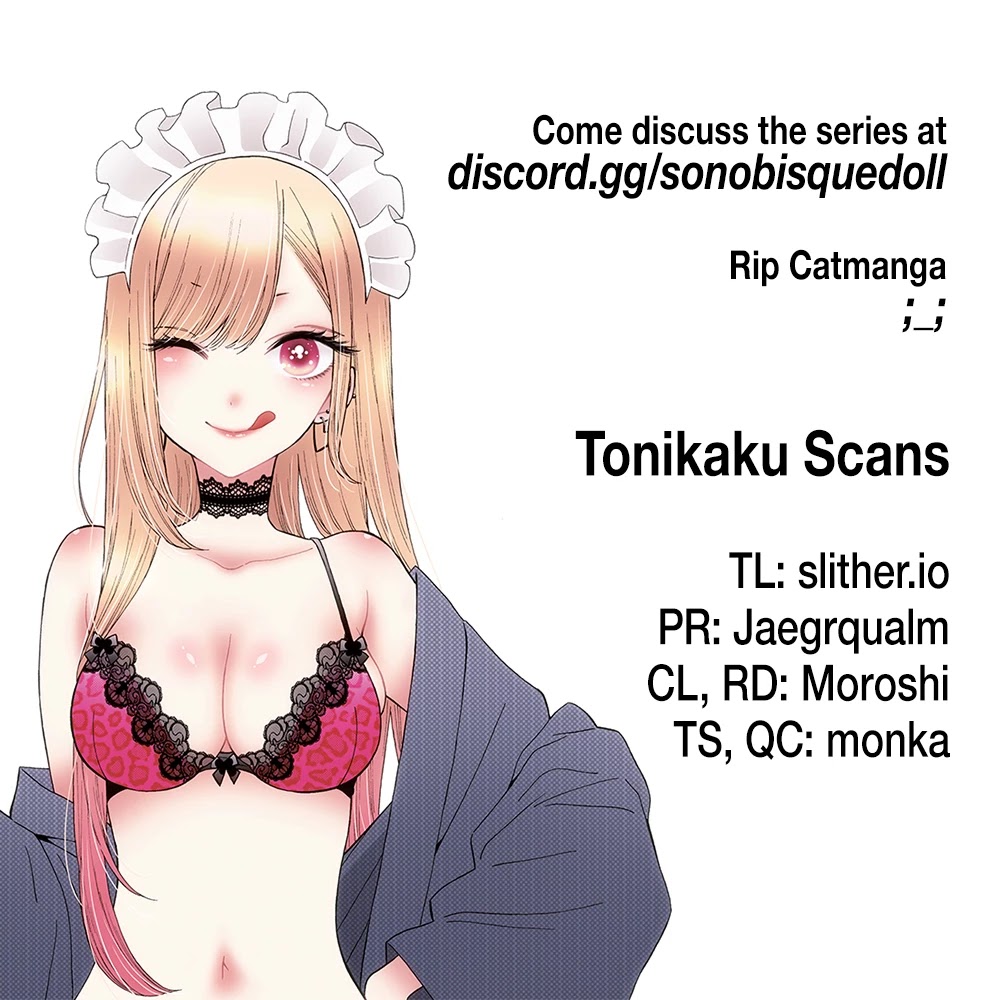 Come discuss the series at
discord.gg/sonobisquedoll
Rip Catmanga
;_;
Tonikaku Scans
TL: slither.io
PR: Jaegrqualm
CL, RD: Moroshi
TS, QC: monka